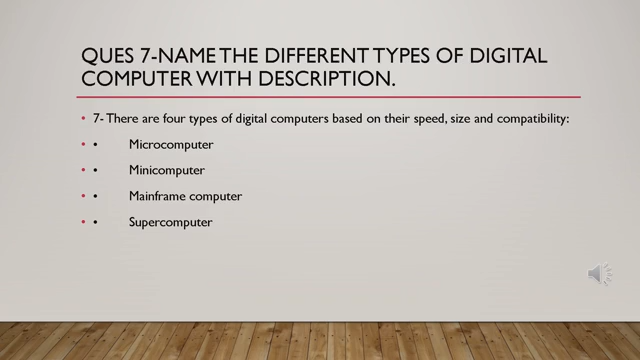 QUES 7-NAME THE DIFFERENT TYPES OF DIGITAL
COMPUTER WITH DESCRIPTION.
• 7- There are four types of digital computers based on their speed, size and compatibility:
• • Microcomputer
• • Minicomputer
• • Mainframe computer
• • Supercomputer